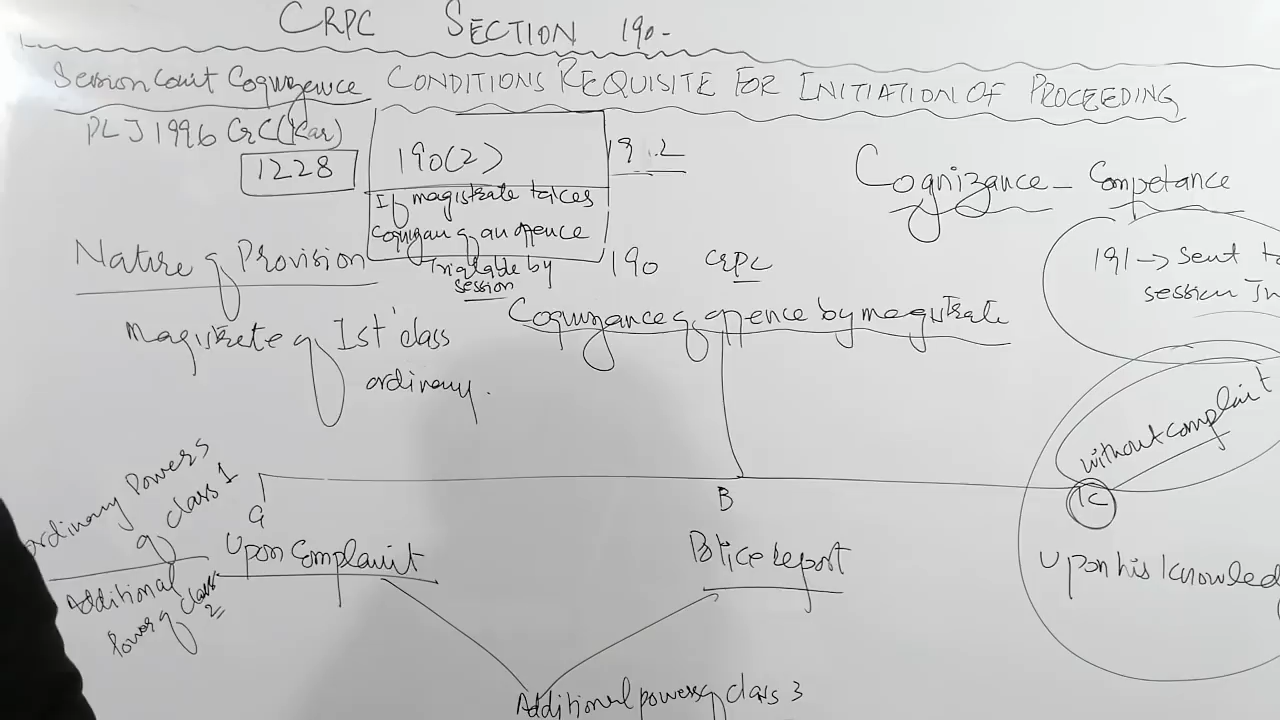 CRPC SECTION 190-
Session Court Cognizence CONDITIONS REQUISITE FOR INITIATION OF PROCEEDING
PLJ 1996 CrC (Kar)
1228
190(2)
If magistrate takes
Cognizan of an offence
Trialable by
session
Cognizance - Competance
191 → Sent to
session
Nature of Provision
190 CRPC
Cognizance of offence by magistrate
Magistrate of Ist class
ordinary.
without complaint
ordinary Powers
of class 1
Additional
Power of class
2
a
Upon Complaint
B
Police report
C
Upon his knowled
Additional powers of class 3